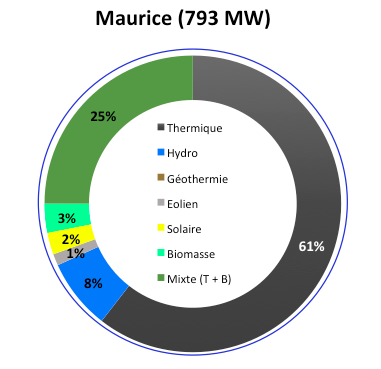 Maurice (793 MW)
25%
Thermique
Hydro
Géothermie
Eolien
Solaire
Biomasse
Mixte (T + B)
3%
2%
1%
8%
61%